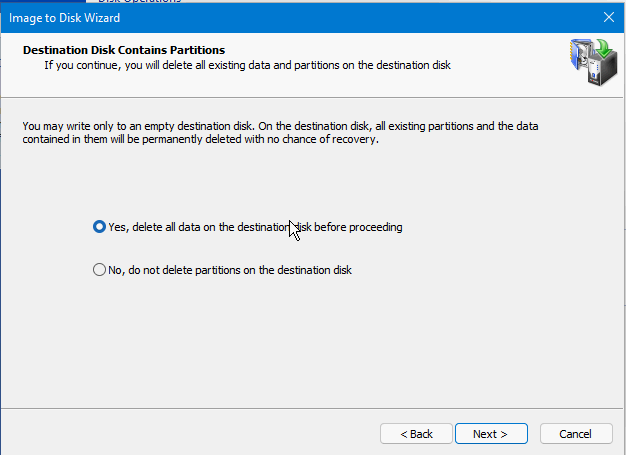 Disk Operations
Image to Disk Wizard
Destination Disk Contains Partitions
If you continue, you will delete all existing data and partitions on the destination disk
You may write only to an empty destination disk. On the destination disk, all existing partitions and the data
contained in them will be permanently deleted with no chance of recovery.
Yes, delete all data on the destination disk before proceeding
No, do not delete partitions on the destination disk
< Back
Next >
Cancel